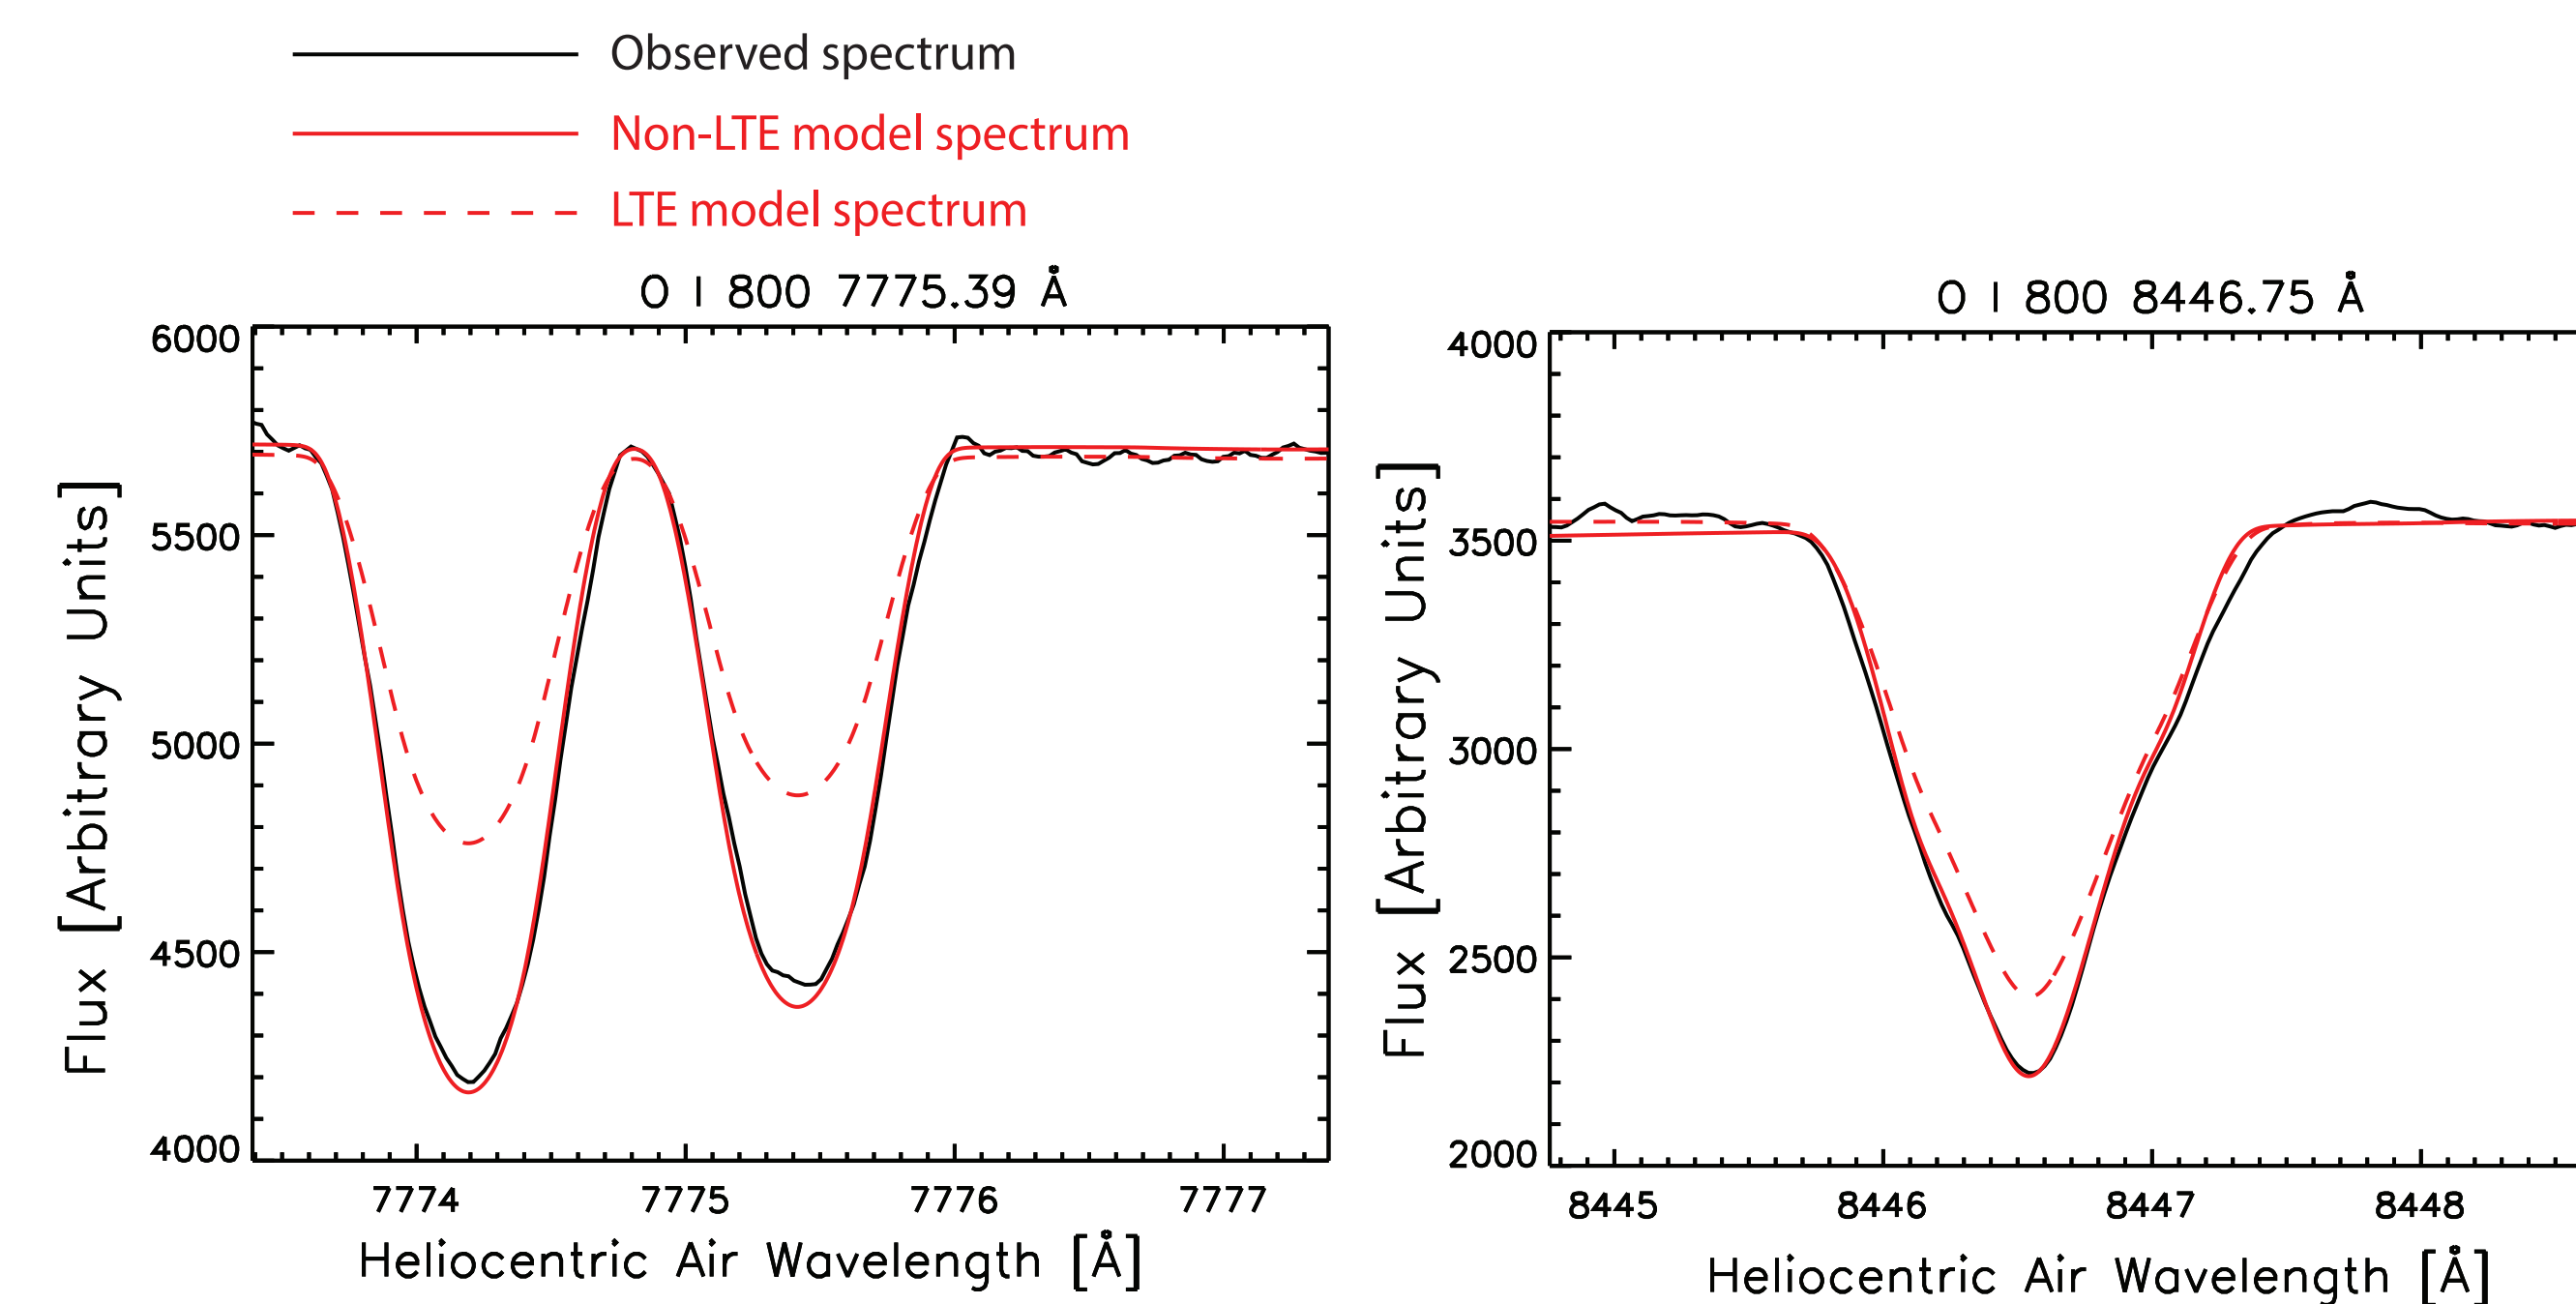 Observed spectrum
Non-LTE model spectrum
LTE model spectrum
O I 800 7775.39 Å
6000
5500
5000
4500
4000
Flux [Arbitrary Units]
7774 7775 7776 7777
Heliocentric Air Wavelength [Å]
O I 800 8446.75 Å
4000
3500
3000
2500
2000
Flux [Arbitrary Units]
8445 8446 8447 8448
Heliocentric Air Wavelength [Å]